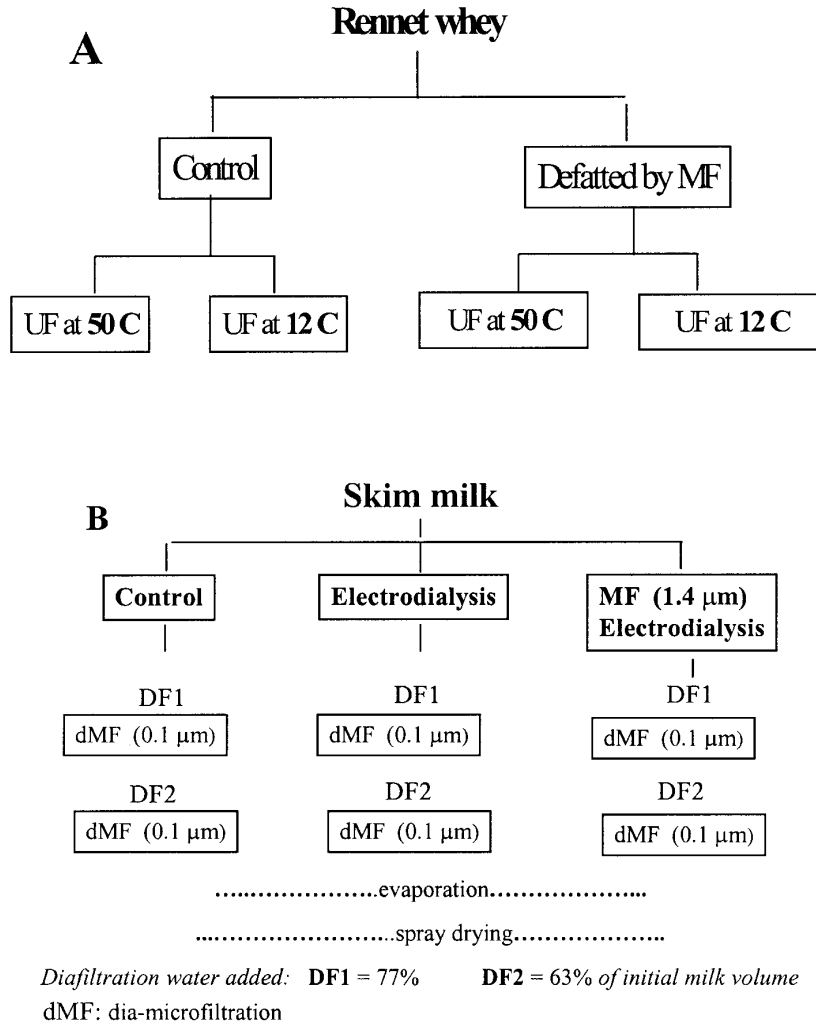 A
Rennet whey
Control
Defatted by MF
UF at 50 C
UF at 12 C
UF at 50 C
UF at 12 C
B
Skim milk
Control
Electrodialysis
MF (1.4 μm)
Electrodialysis
DF1
DF1
DF1
dMF (0.1 μm)
dMF (0.1 μm)
dMF (0.1 μm)
DF2
DF2
DF2
dMF (0.1 μm)
dMF (0.1 μm)
dMF (0.1 μm)
....................evaporation....................
........................spray drying....................
Diafiltration water added: DF1 = 77% DF2 = 63% of initial milk volume
dMF: dia-microfiltration